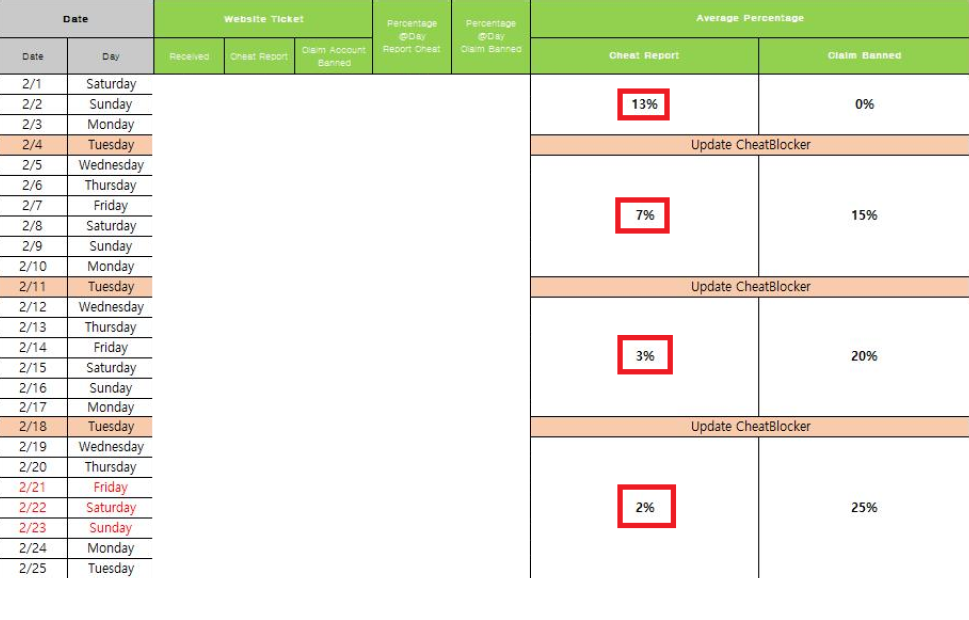 Date Website Ticket Percentage @Day Report Cheat Percentage @Day Claim Banned Average Percentage
Date Day Received Cheat Report Claim Account Banned Cheat Report Claim Banned
2/1 Saturday
2/2 Sunday 13% 0%
2/3 Monday
2/4 Tuesday Update CheatBlocker
2/5 Wednesday
2/6 Thursday
2/7 Friday 7% 15%
2/8 Saturday
2/9 Sunday
2/10 Monday
2/11 Tuesday Update CheatBlocker
2/12 Wednesday
2/13 Thursday
2/14 Friday 3% 20%
2/15 Saturday
2/16 Sunday
2/17 Monday
2/18 Tuesday Update CheatBlocker
2/19 Wednesday
2/20 Thursday
2/21 Friday
2/22 Saturday 2% 25%
2/23 Sunday
2/24 Monday
2/25 Tuesday